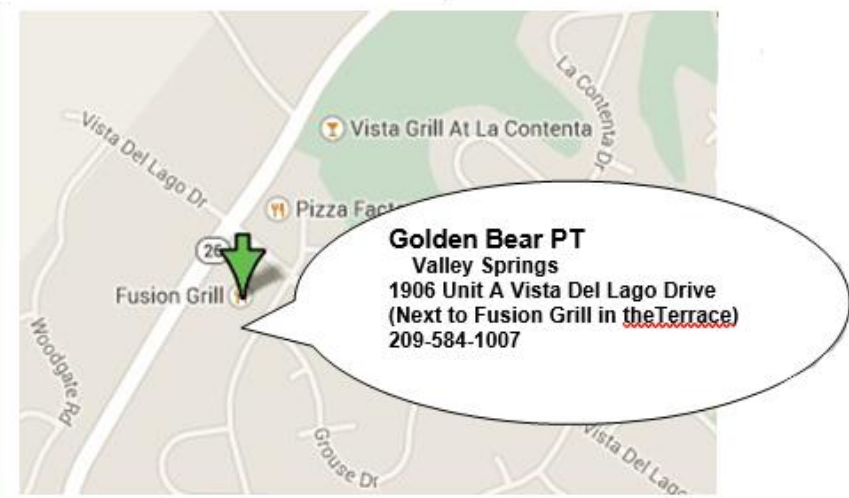 La Contenta Dr
Vista Grill At La Contenta
Vista Del Lago Dr
Pizza Fact
26
Fusion Grill
Golden Bear PT
Valley Springs
1906 Unit A Vista Del Lago Drive
(Next to Fusion Grill in theTerrace)
209-584-1007
Woodgate Rd
Grouse Dr
Vista Del Lago